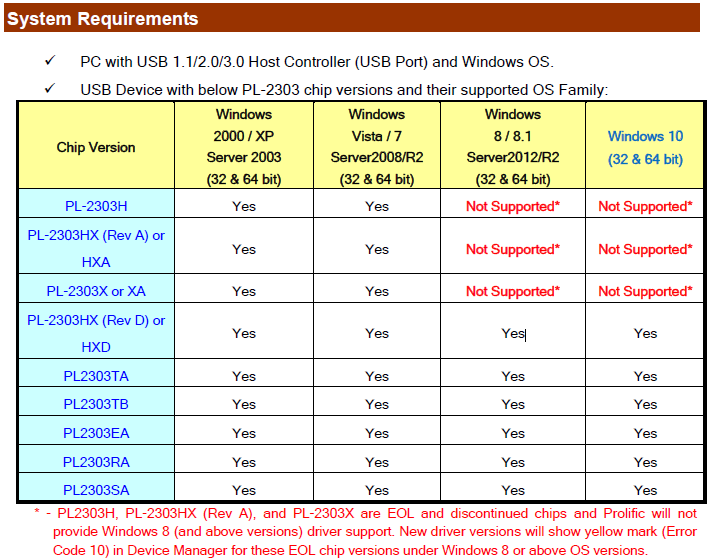 System Requirements
✓ PC with USB 1.1/2.0/3.0 Host Controller (USB Port) and Windows OS.
✓ USB Device with below PL-2303 chip versions and their supported OS Family:
Chip Version
Windows
2000 / XP
Server 2003
(32 & 64 bit)
Windows
Vista / 7
Server2008/R2
(32 & 64 bit)
Windows
8 / 8.1
Server2012/R2
(32 & 64 bit)
Windows 10
(32 & 64 bit)
PL-2303H Yes Yes Not Supported* Not Supported*
PL-2303HX (Rev A) or
HXA
Yes Yes Not Supported* Not Supported*
PL-2303X or XA Yes Yes Not Supported* Not Supported*
PL-2303HX (Rev D) or
HXD
Yes Yes Yes Yes
PL2303TA Yes Yes Yes Yes
PL2303TB Yes Yes Yes Yes
PL2303EA Yes Yes Yes Yes
PL2303RA Yes Yes Yes Yes
PL2303SA Yes Yes Yes Yes
* - PL2303H, PL-2303HX (Rev A), and PL-2303X are EOL and discontinued chips and Prolific will not
provide Windows 8 (and above versions) driver support. New driver versions will show yellow mark (Error
Code 10) in Device Manager for these EOL chip versions under Windows 8 or above OS versions.